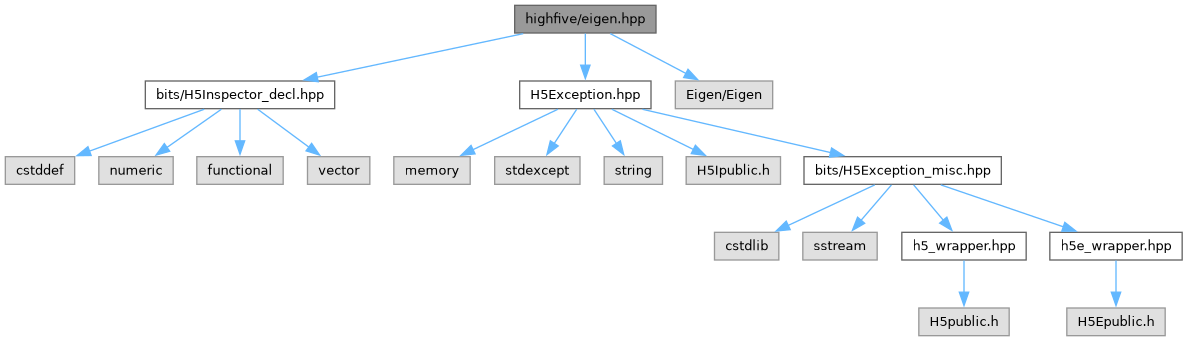 highfive/eigen.hpp
bits/H5Inspector_decl.hpp
H5Exception.hpp
Eigen/Eigen
cstddef
numeric
functional
vector
memory
stdexcept
string
H5Ipublic.h
bits/H5Exception_misc.hpp
cstdlib
sstream
h5_wrapper.hpp
h5e_wrapper.hpp
H5public.h
H5Epublic.h